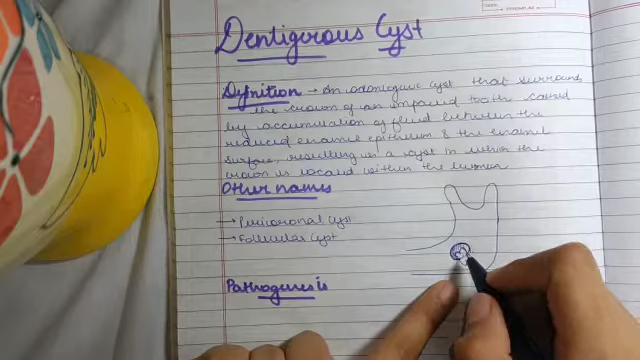 Dentigerous Cyst
Definition → An odontogenic cyst that surrounds
the crown of an impacted tooth caused
by accumulation of fluid between the
reduced enamel epithelium & the enamel
surface, resulting in a cyst in which the
crown is located within the lumen
Other names
→ Pericoronal Cyst
→ Follicular Cyst
Pathogenesis